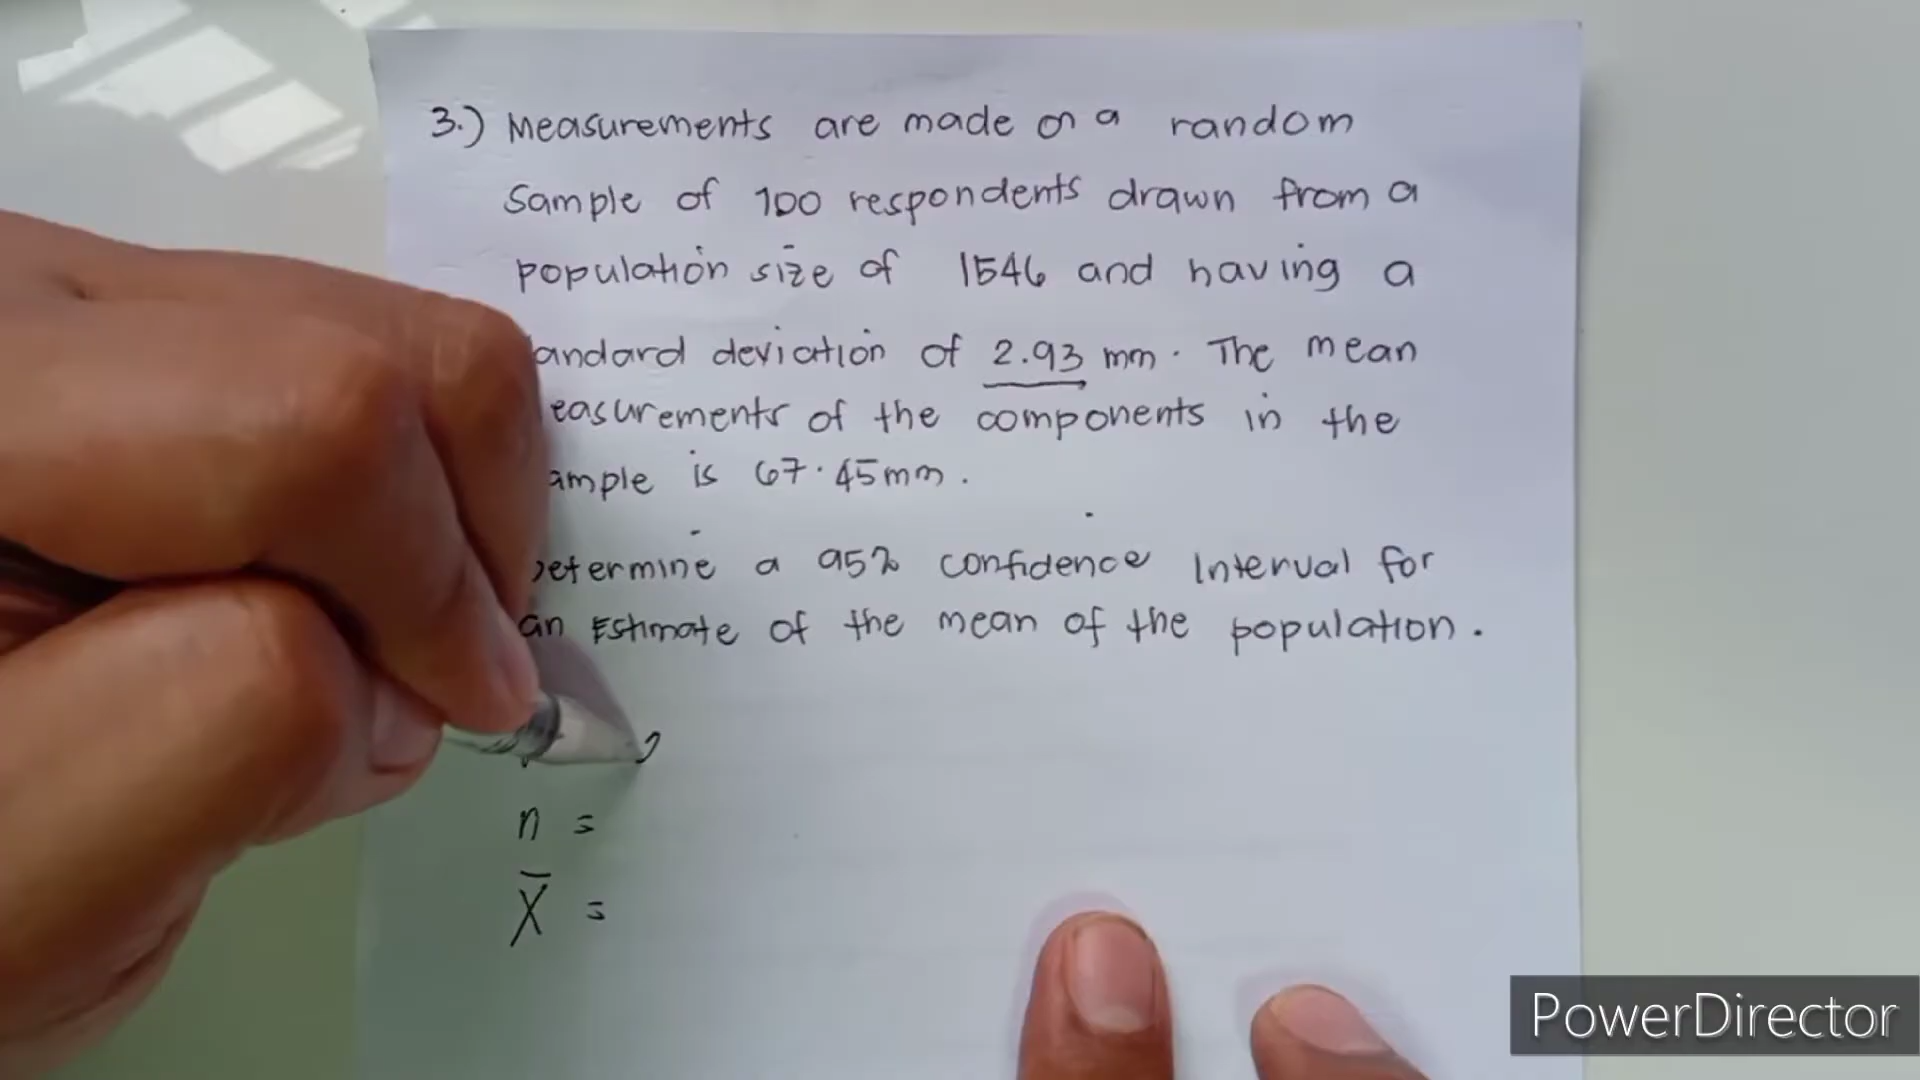 3.) Measurements are made on a random
Sample of 100 respondents drawn from a
population size of 1546 and having a
andard deviation of 2.93 mm. The mean
easurements of the components in the
ample is 67.45mm.
etermine a 95% confidence Interval for
an Estimate of the mean of the population.
n =
X̄ =
PowerDirector